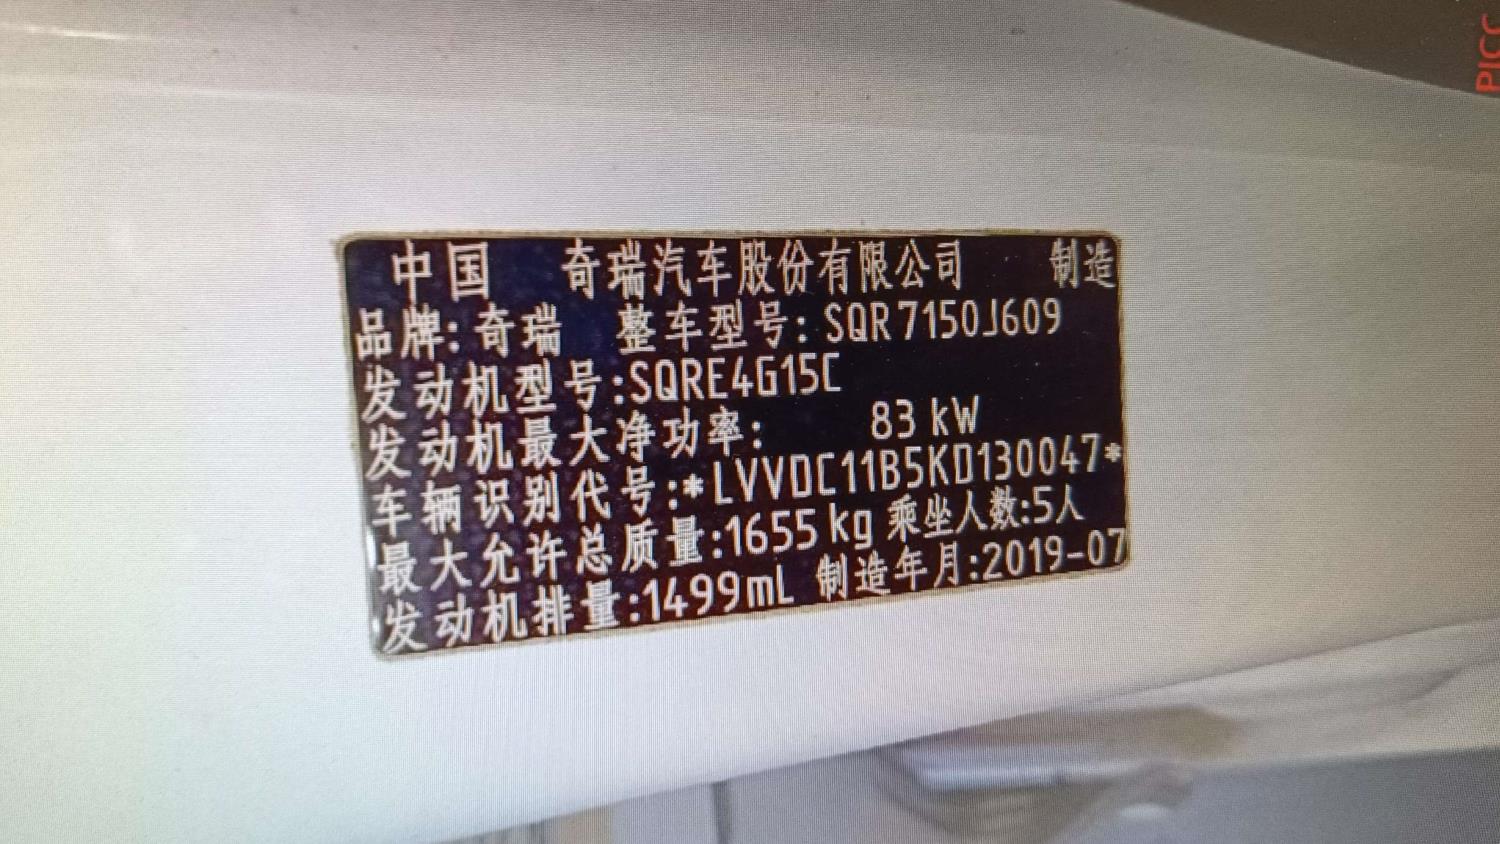 PICC
中国 奇瑞汽车股份有限公司 制造
品牌: 奇瑞 整车型号: SQR7150J609
发动机型号:SQRE4G15C
发动机最大净功率: 83 kW
车辆识别代号:*LVVDC11B5KD130047*
最大允许总质量:1655kg 乘坐人数:5人
发动机排量:1499mL 制造年月:2019-07